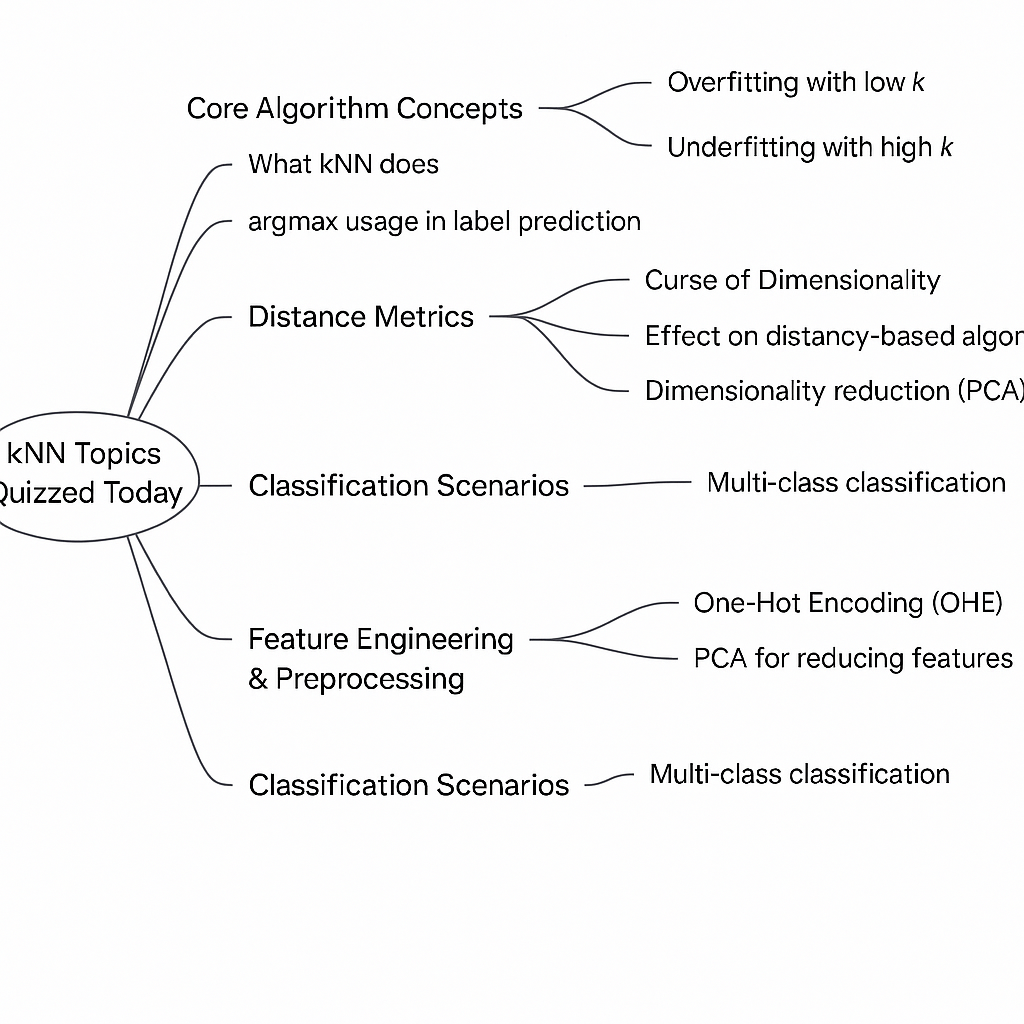 Overfitting with low k
Core Algorithm Concepts
Underfitting with high k
What kNN does
argmax usage in label prediction
Curse of Dimensionality
Distance Metrics
Effect on distancy-based algor
Dimensionality reduction (PCA)
kNN Topics
Quizzed Today
Classification Scenarios
Multi-class classification
One-Hot Encoding (OHE)
Feature Engineering
& Preprocessing
PCA for reducing features
Classification Scenarios
Multi-class classification